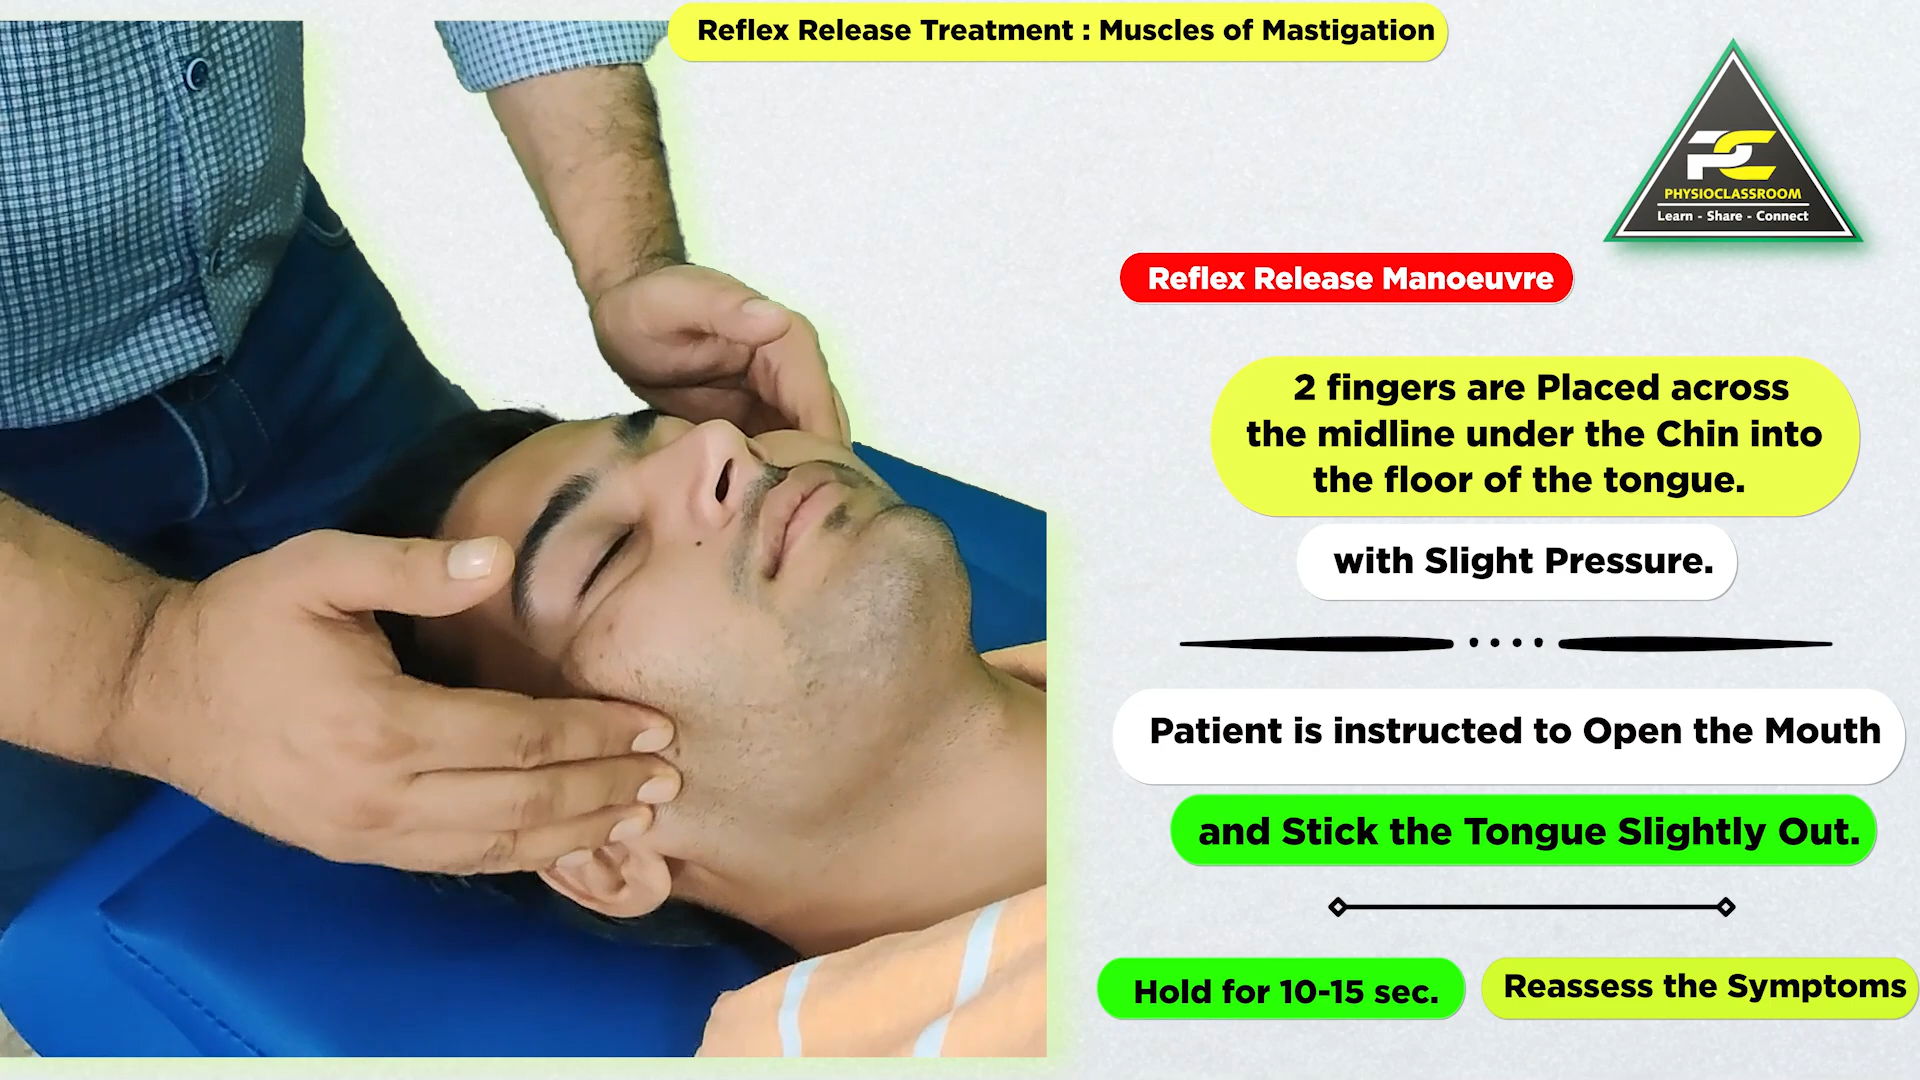 Reflex Release Treatment : Muscles of Mastigation
PC
PHYSIOCLASSROOM
Learn - Share - Connect
Reflex Release Manoeuvre
2 fingers are Placed across
the midline under the Chin into
the floor of the tongue.
with Slight Pressure.
Patient is instructed to Open the Mouth
and Stick the Tongue Slightly Out.
Hold for 10-15 sec.
Reassess the Symptoms